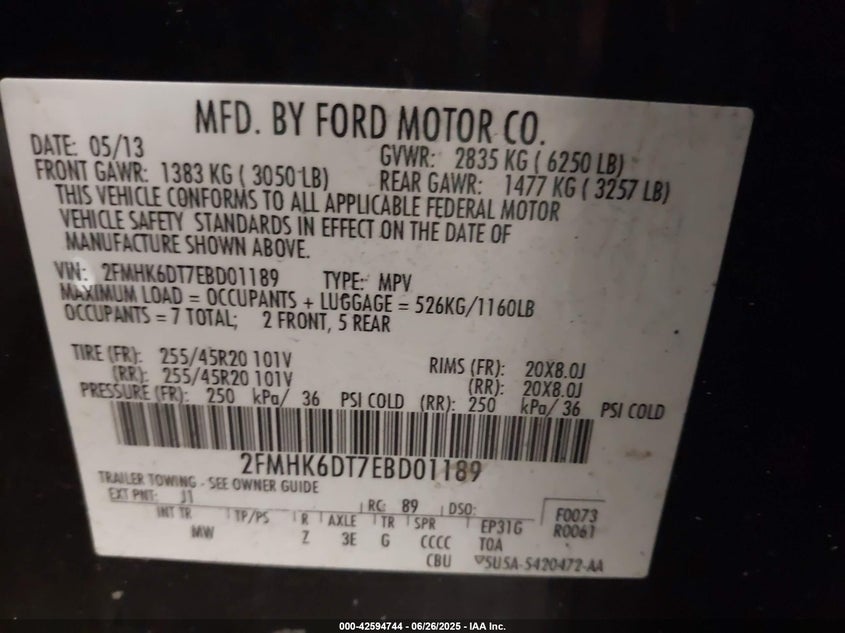 MFD. BY FORD MOTOR CO.
DATE: 05/13 GVWR: 2835 KG ( 6250 LB)
FRONT GAWR: 1383 KG ( 3050 LB) REAR GAWR: 1477 KG ( 3257 LB)
THIS VEHICLE CONFORMS TO ALL APPLICABLE FEDERAL MOTOR
VEHICLE SAFETY STANDARDS IN EFFECT ON THE DATE OF
MANUFACTURE SHOWN ABOVE.
VIN: 2FMHK6DT7EBD01189 TYPE: MPV
MAXIMUM LOAD = OCCUPANTS + LUGGAGE = 526KG/1160LB
OCCUPANTS = 7 TOTAL; 2 FRONT, 5 REAR
TIRE (FR): 255/45R20 101V RIMS (FR): 20X8.0J
(RR): 255/45R20 101V (RR): 20X8.0J
PRESSURE (FR): 250 kPa/ 36 PSI COLD (RR): 250 kPa/ 36 PSI COLD
2FMHK6DT7EBD01189
TRAILER TOWING - SEE OWNER GUIDE
EXT PNT: J1 RC: 89 DSO: F0073
INT TR TP/PS R AXLE TR SPR EP31G R0061
MW Z 3E G CCCC TOA
CBU 5U5A-5420472-AA
000-42594744 | 06/26/2025 - IAA Inc.